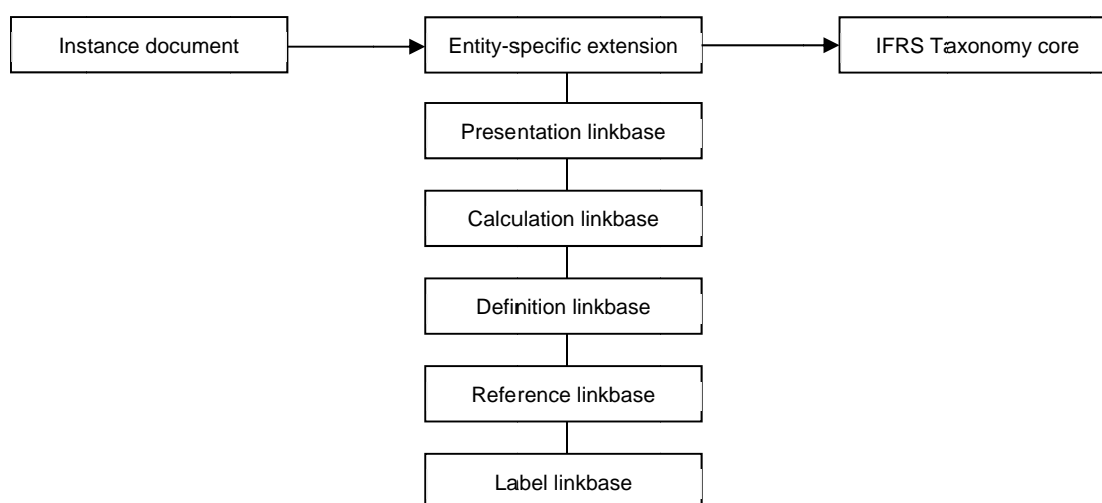 Instance document
Entity-specific extension
IFRS Taxonomy core
Presentation linkbase
Calculation linkbase
Definition linkbase
Reference linkbase
Label linkbase